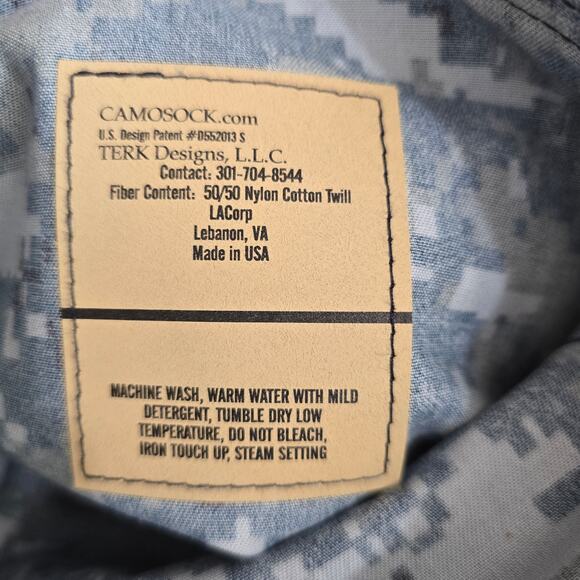 CAMOSOCK.com
U.S. Design Patent #D552013 S
TERK Designs, L.L.C.
Contact: 301-704-8544
Fiber Content: 50/50 Nylon Cotton Twill
LACorp
Lebanon, VA
Made in USA
MACHINE WASH, WARM WATER WITH MILD
DETERGENT, TUMBLE DRY LOW
TEMPERATURE, DO NOT BLEACH,
IRON TOUCH UP, STEAM SETTING